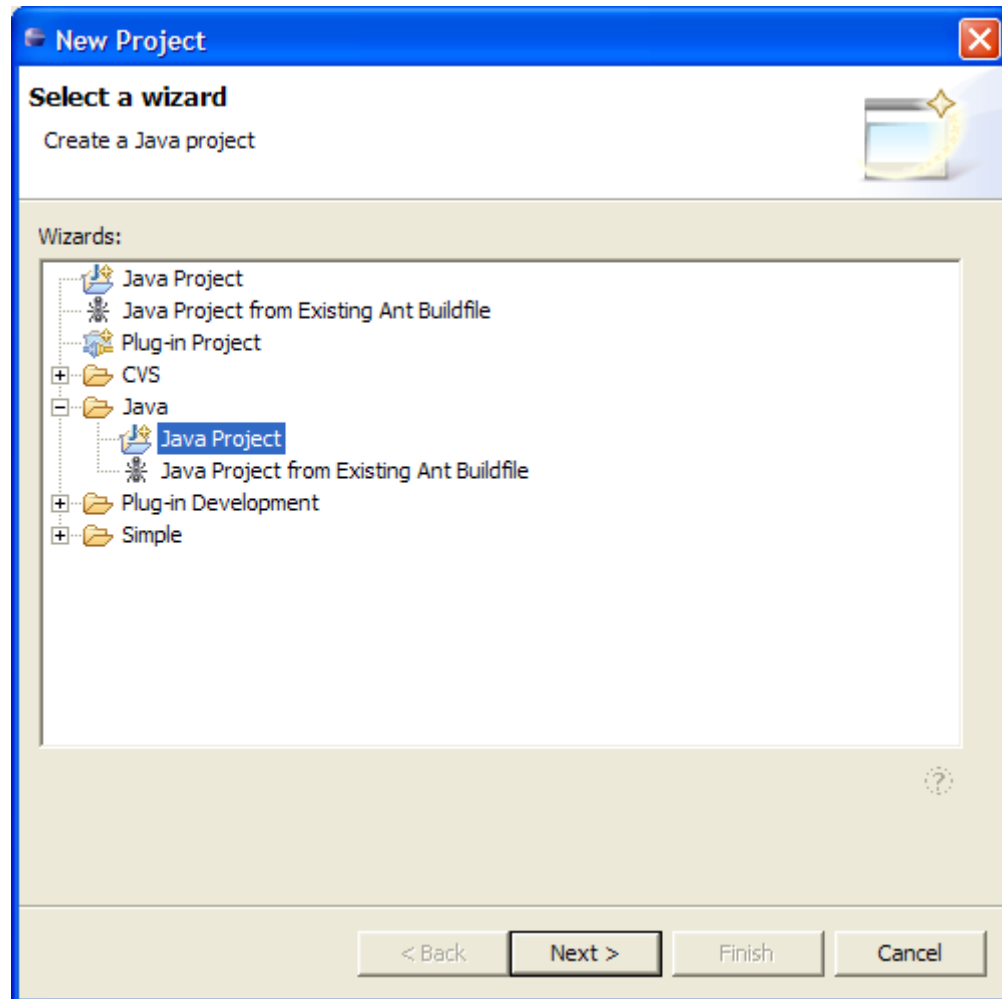 New Project
Select a wizard
Create a Java project
Wizards:
Java Project
Java Project from Existing Ant Buildfile
Plug-in Project
CVS
Java
Java Project
Java Project from Existing Ant Buildfile
Plug-in Development
Simple
?
< Back Next > Finish Cancel